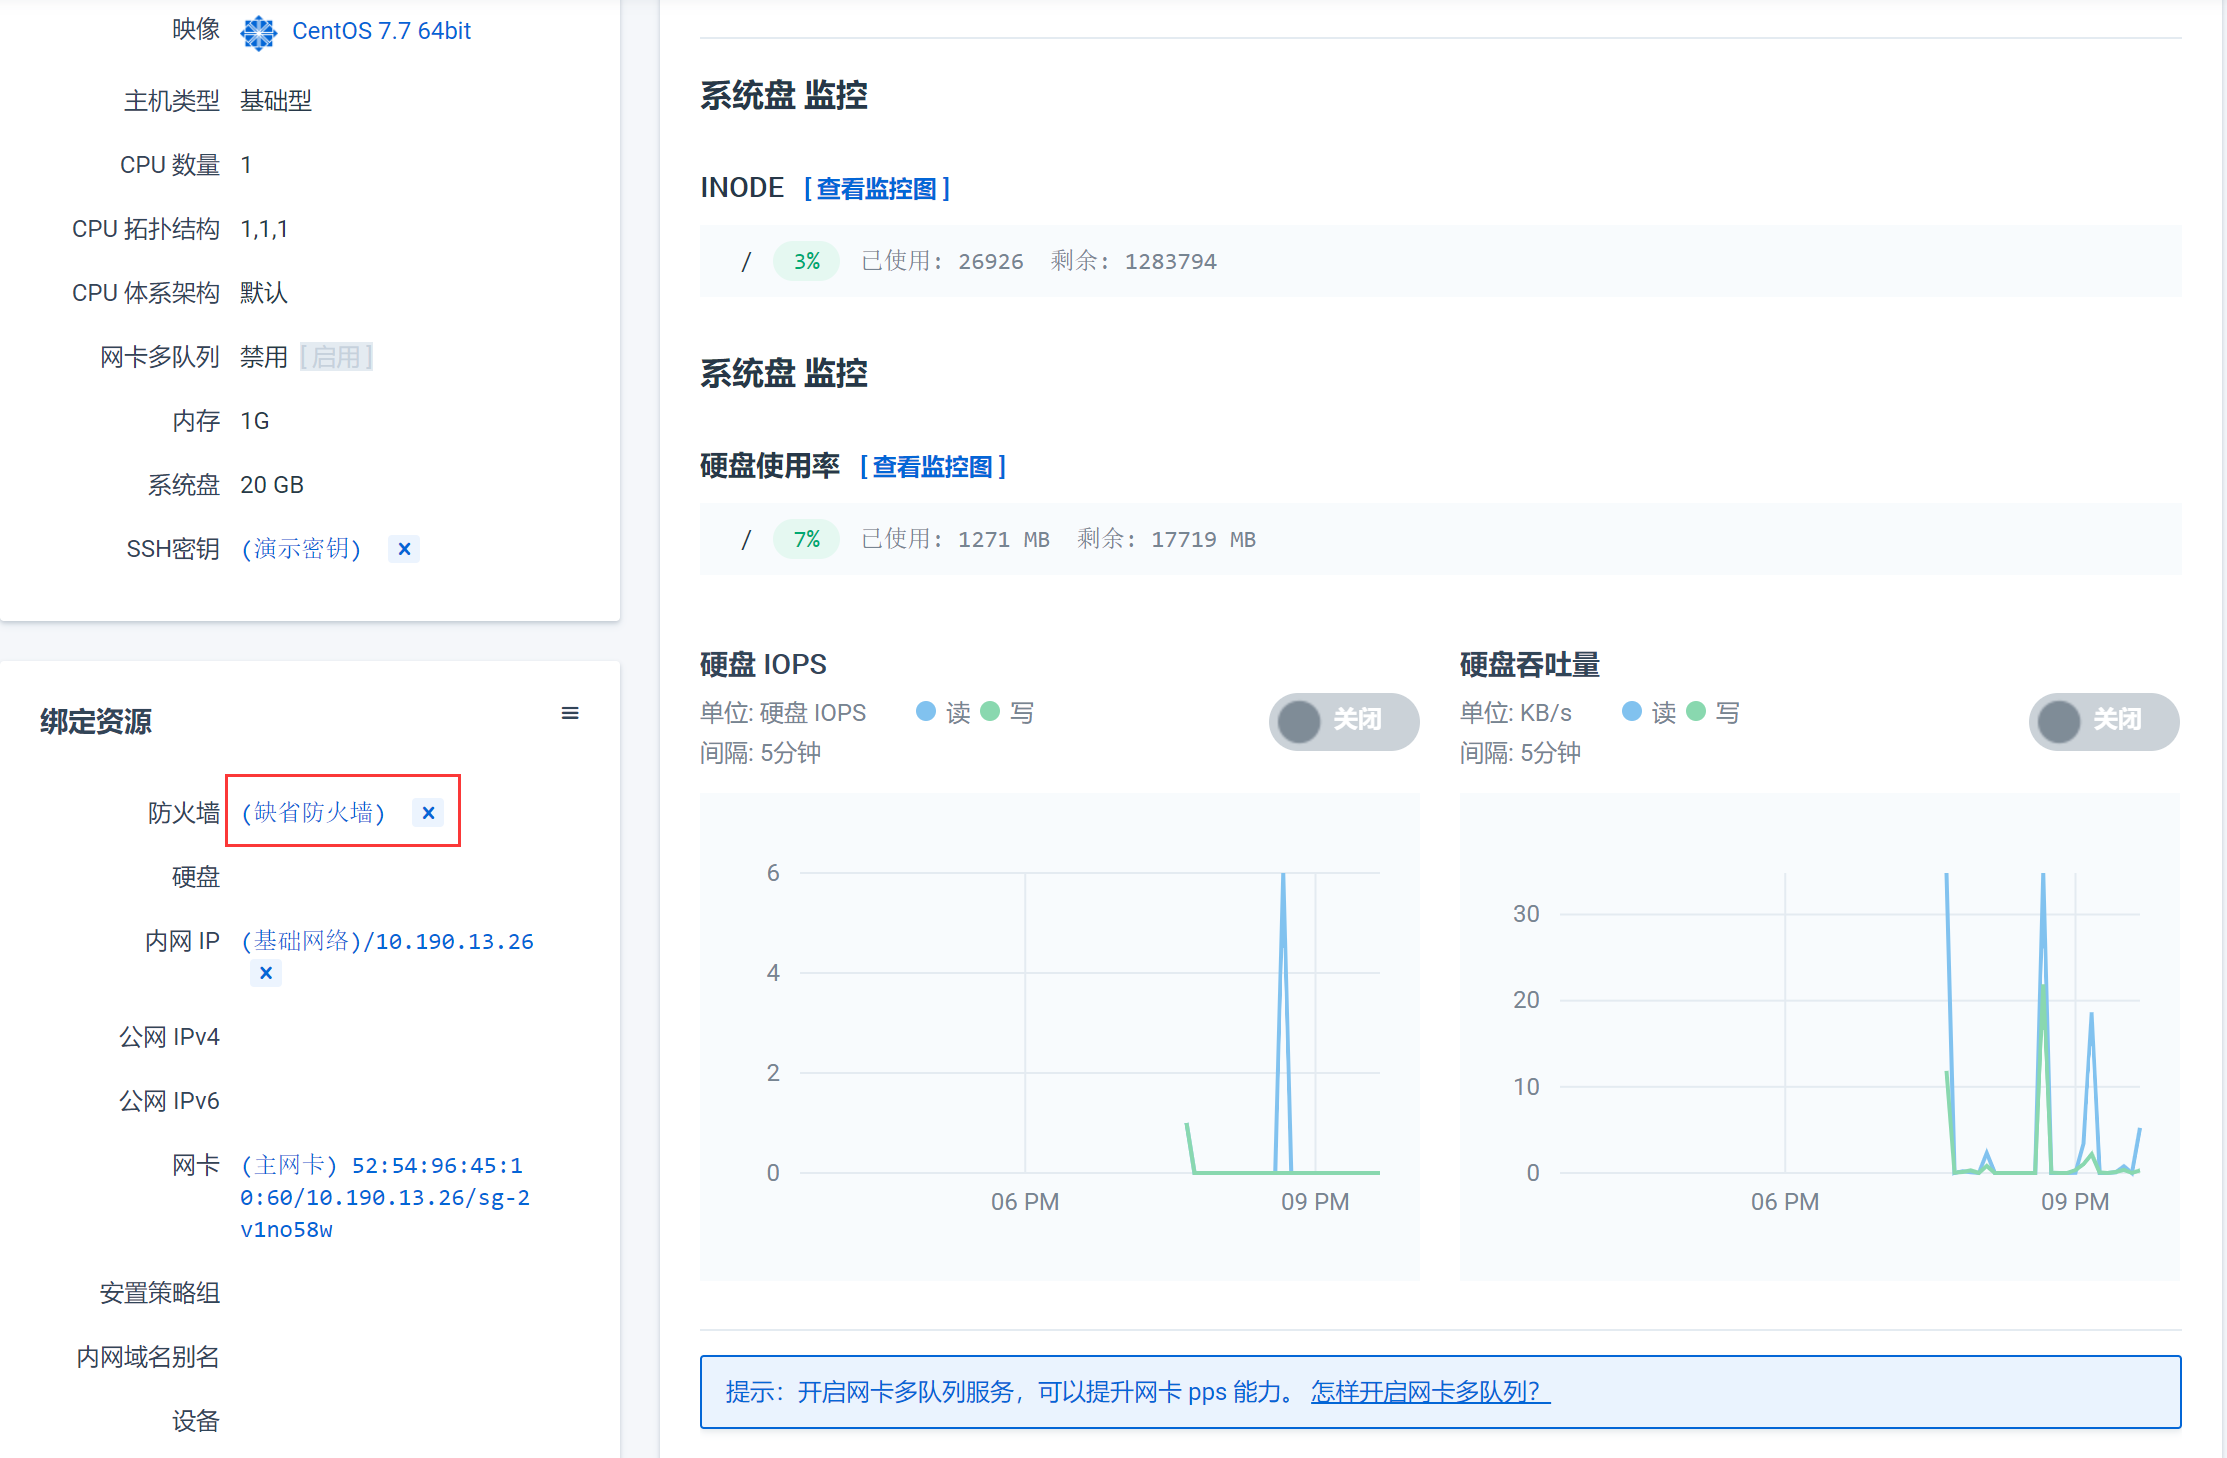 映像 CentOS 7.7 64bit
主机类型 基础型
CPU 数量 1
CPU 拓扑结构 1,1,1
CPU 体系架构 默认
网卡多队列 禁用 [ 启用 ]
内存 1G
系统盘 20 GB
SSH密钥 (演示密钥) x
绑定资源
防火墙 (缺省防火墙) x
硬盘
内网 IP (基础网络)/10.190.13.26
x
公网 IPv4
公网 IPv6
网卡 (主网卡) 52:54:96:45:1
0:60/10.190.13.26/sg-2
v1no58w
安置策略组
内网域名别名
设备
系统盘 监控
INODE [ 查看监控图 ]
/ 3% 已使用: 26926 剩余: 1283794
系统盘 监控
硬盘使用率 [ 查看监控图 ]
/ 7% 已使用: 1271 MB 剩余: 17719 MB
硬盘 IOPS
单位: 硬盘 IOPS 读 写 关闭
间隔: 5分钟
6
4
2
0
06 PM 09 PM
硬盘吞吐量
单位: KB/s 读 写 关闭
间隔: 5分钟
30
20
10
0
06 PM 09 PM
提示：开启网卡多队列服务，可以提升网卡 pps 能力。 怎样开启网卡多队列？